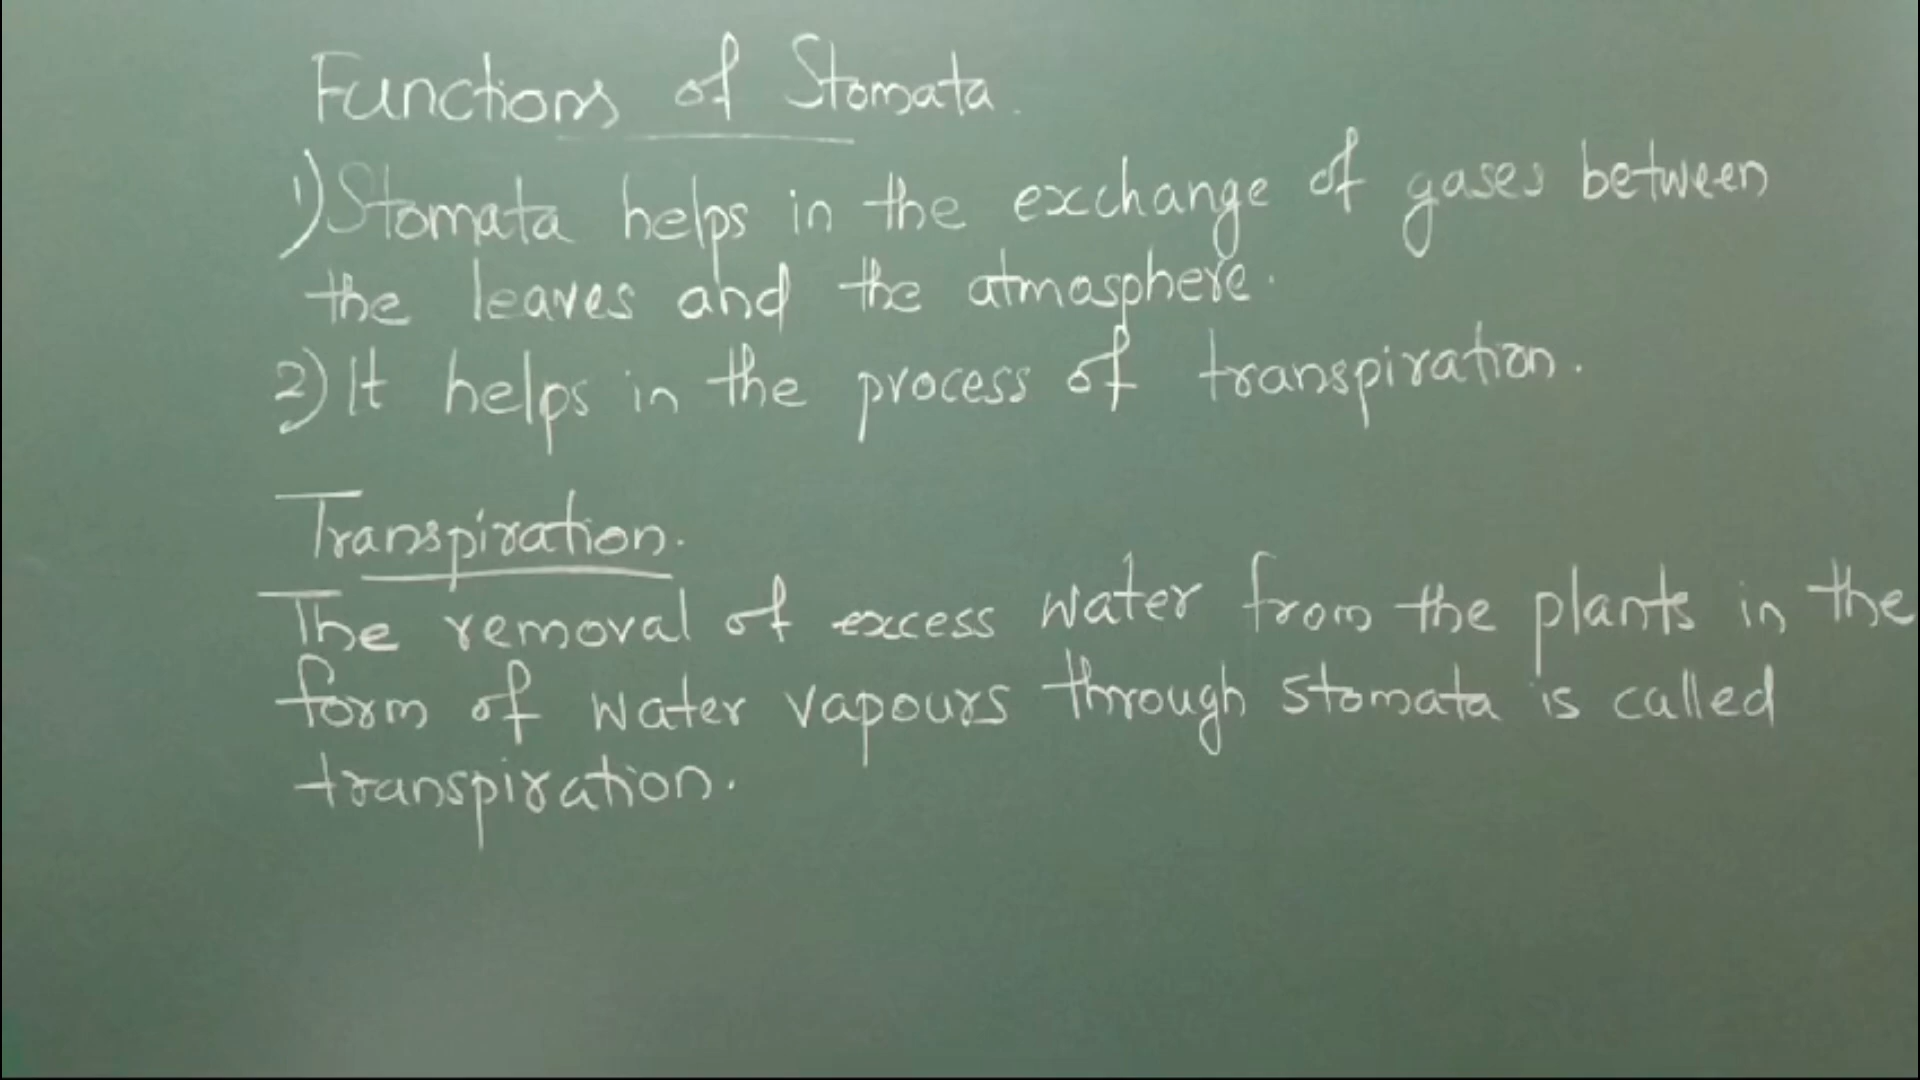 Functions of Stomata.
1) Stomata helps in the exchange of gases between
the leaves and the atmosphere.
2) It helps in the process of transpiration.
Transpiration.
The removal of excess water from the plants in the
form of water vapours through stomata is called
transpiration.